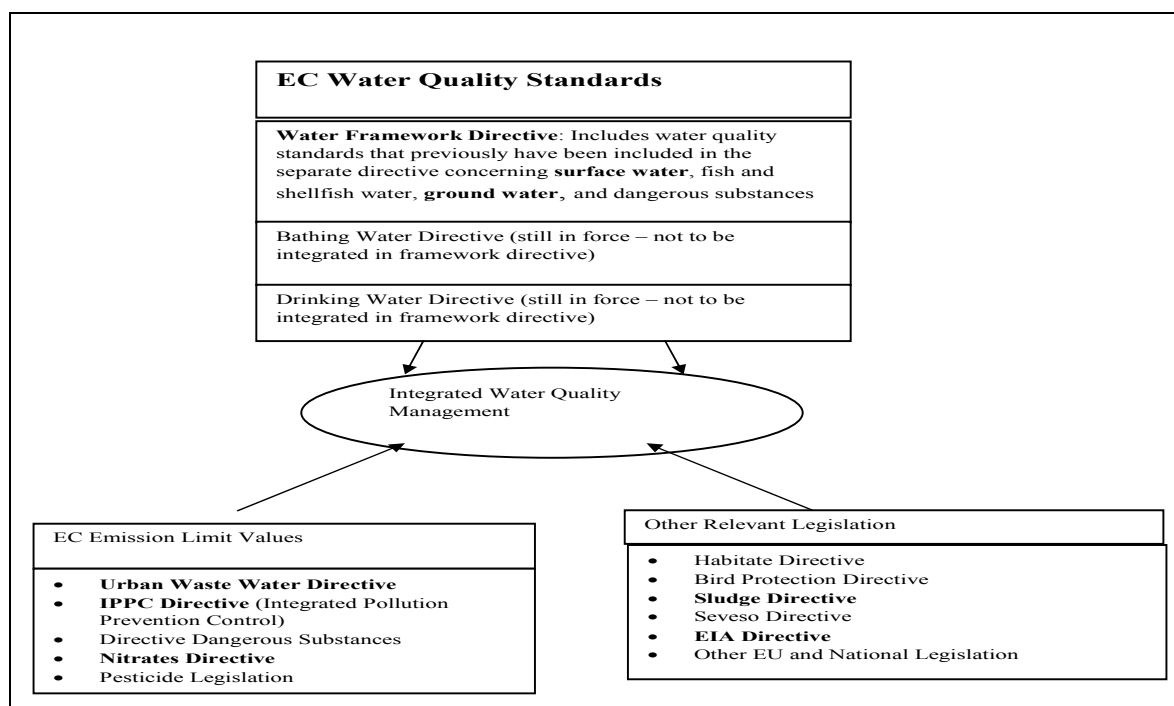 EC Water Quality Standards
Water Framework Directive: Includes water quality
standards that previously have been included in the
separate directive concerning surface water, fish and
shellfish water, ground water, and dangerous substances
Bathing Water Directive (still in force – not to be
integrated in framework directive)
Drinking Water Directive (still in force – not to be
integrated in framework directive)
Integrated Water Quality
Management
EC Emission Limit Values
• Urban Waste Water Directive
• IPPC Directive (Integrated Pollution
Prevention Control)
• Directive Dangerous Substances
• Nitrates Directive
• Pesticide Legislation
Other Relevant Legislation
• Habitate Directive
• Bird Protection Directive
• Sludge Directive
• Seveso Directive
• EIA Directive
• Other EU and National Legislation